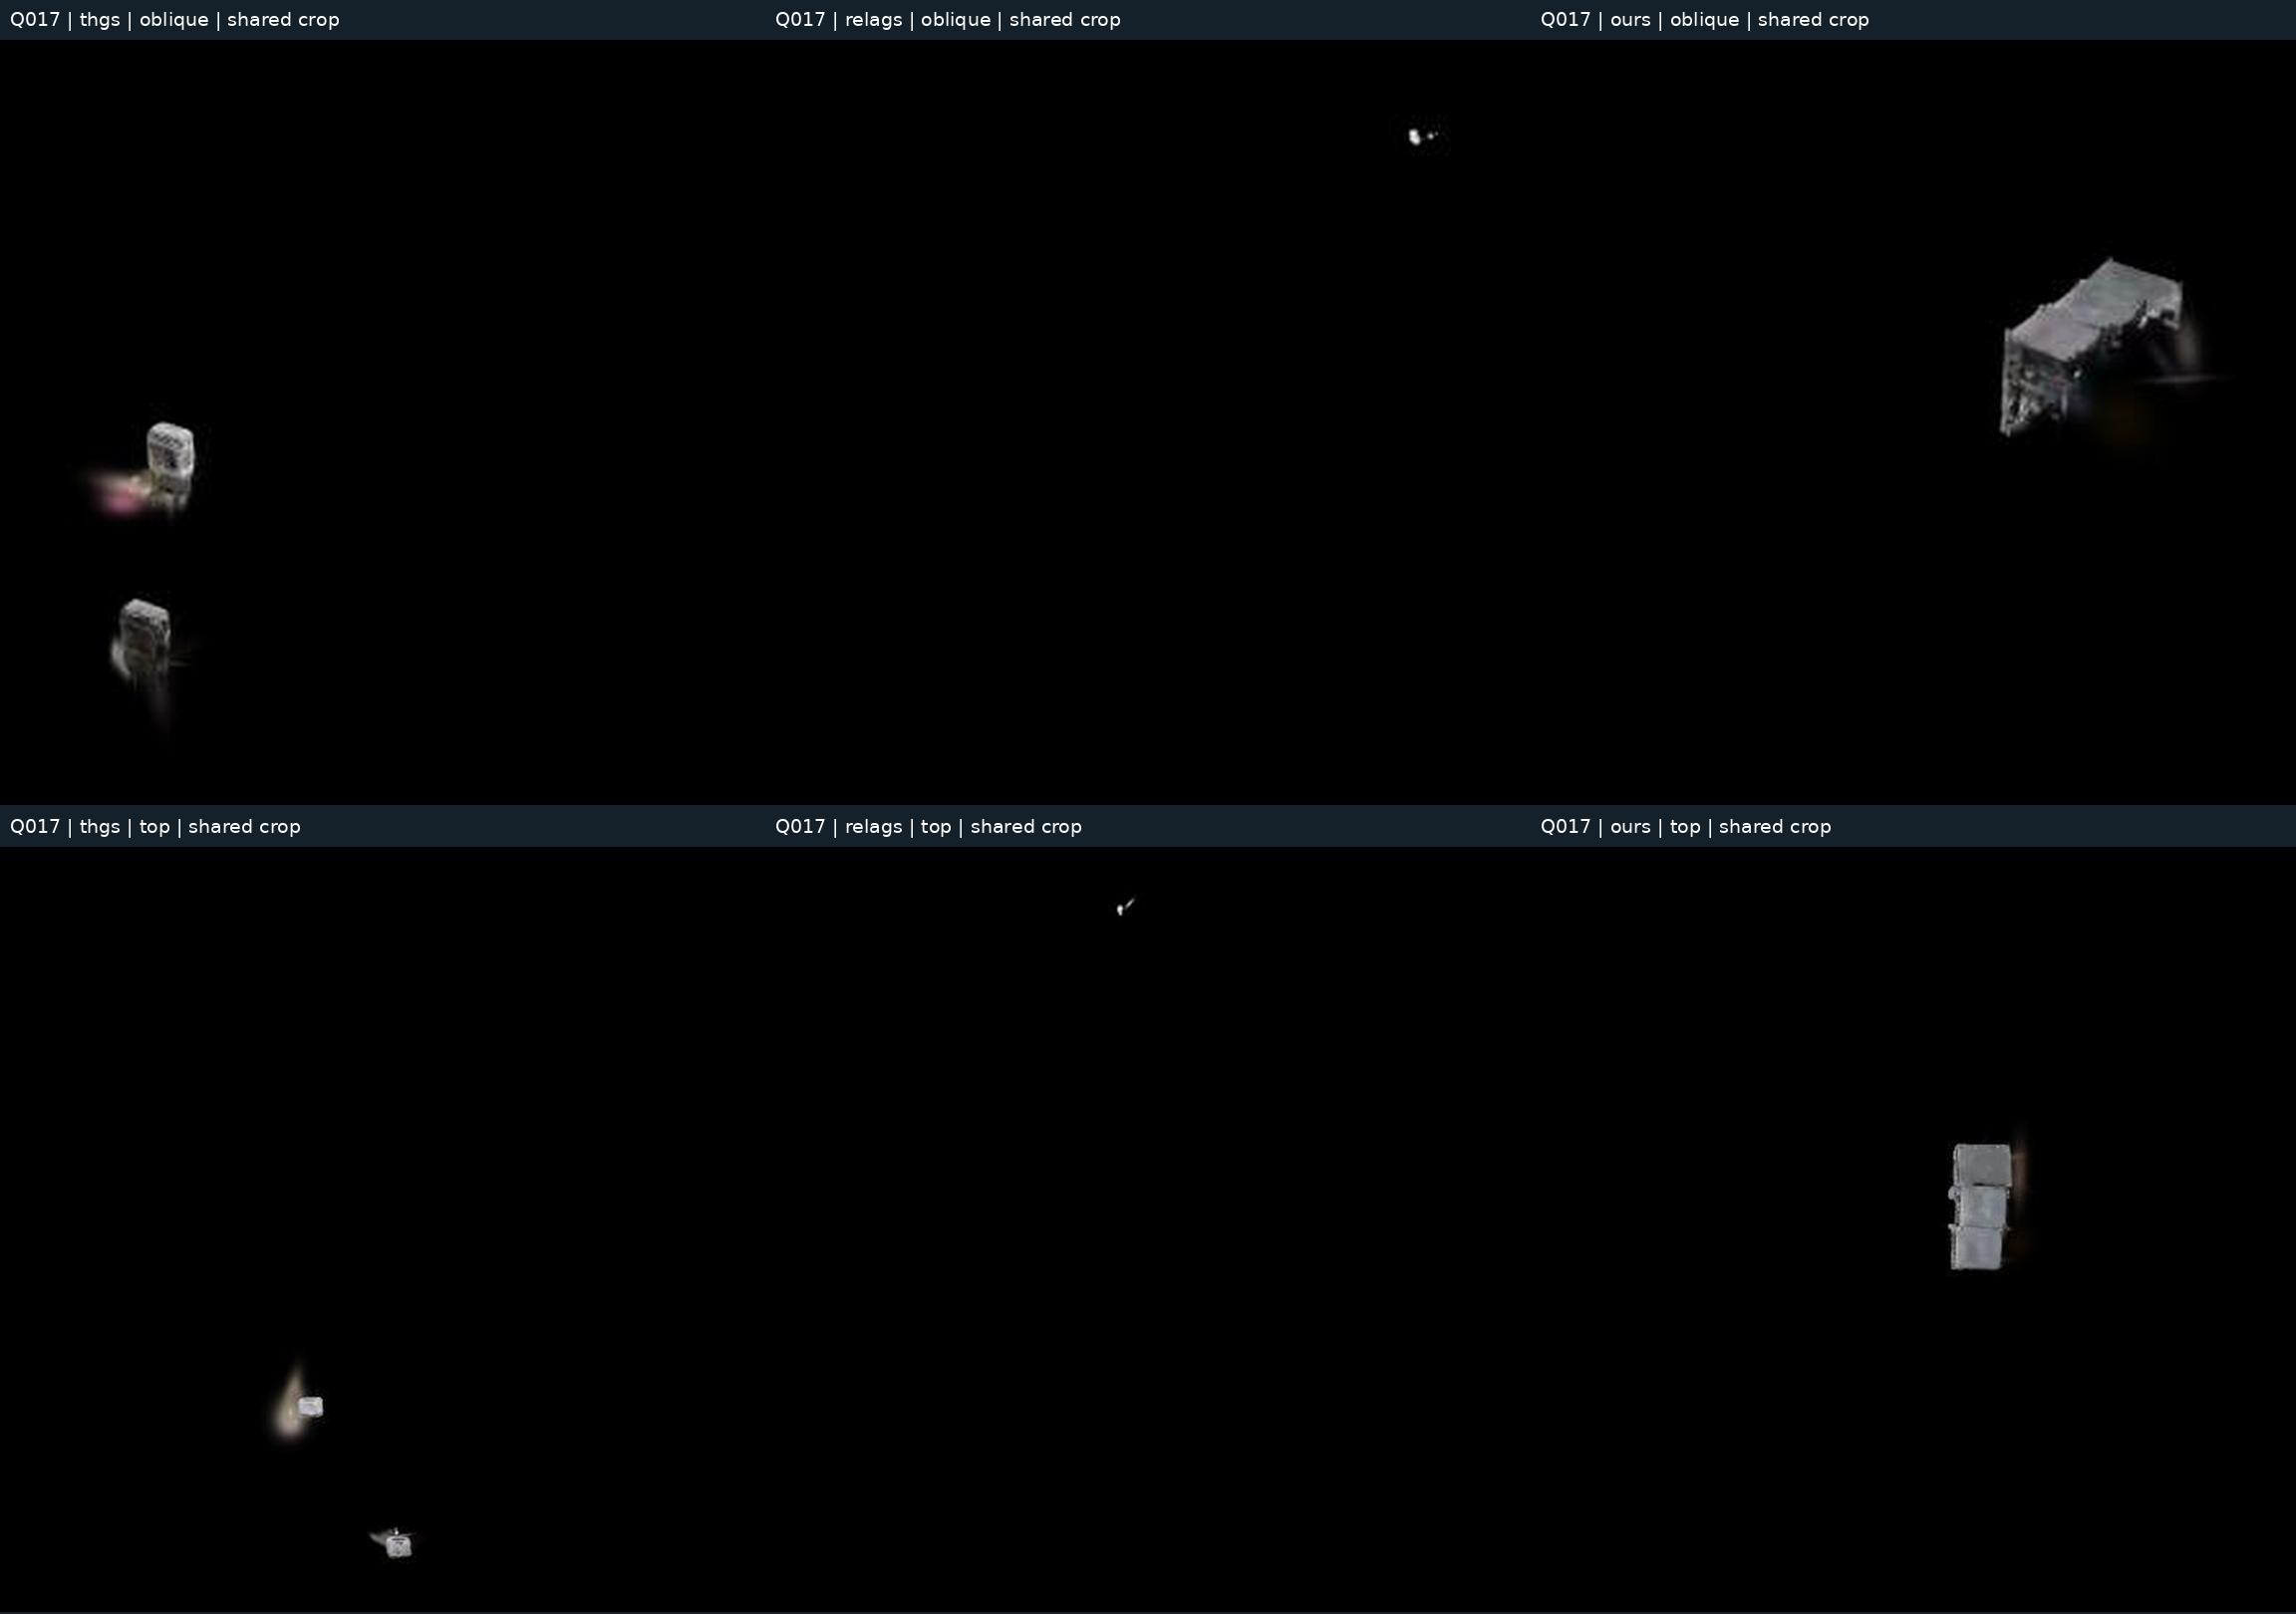 Q017 | thgs | oblique | shared crop
Q017 | relags | oblique | shared crop
Q017 | ours | oblique | shared crop
Q017 | thgs | top | shared crop
Q017 | relags | top | shared crop
Q017 | ours | top | shared crop